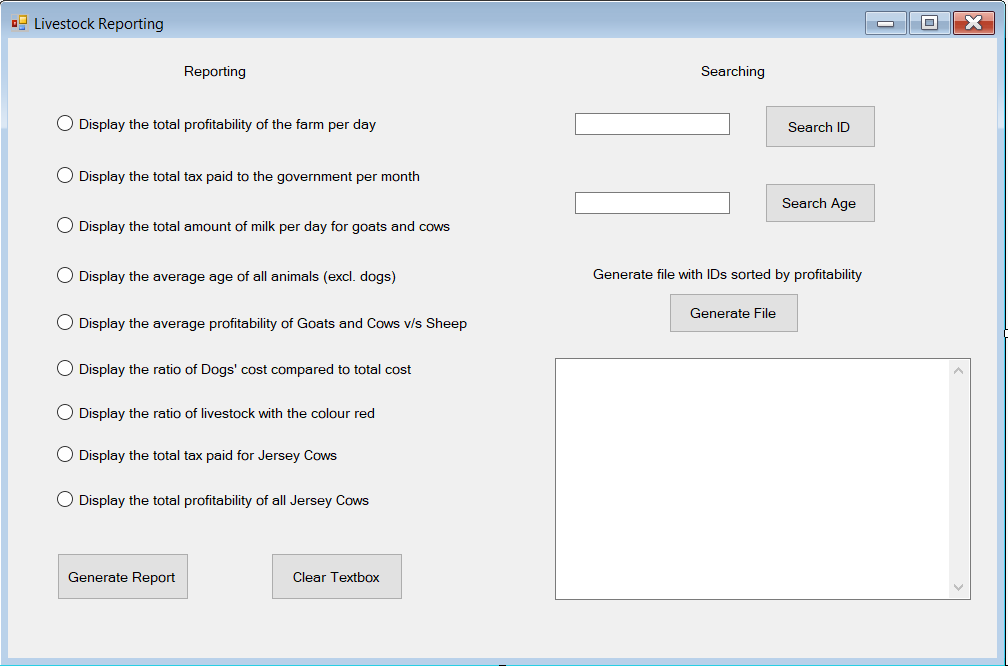 Livestock Reporting
Reporting
Display the total profitability of the farm per day
Display the total tax paid to the government per month
Display the total amount of milk per day for goats and cows
Display the average age of all animals (excl. dogs)
Display the average profitability of Goats and Cows v/s Sheep
Display the ratio of Dogs' cost compared to total cost
Display the ratio of livestock with the colour red
Display the total tax paid for Jersey Cows
Display the total profitability of all Jersey Cows
Generate Report
Clear Textbox
Searching
Search ID
Search Age
Generate file with IDs sorted by profitability
Generate File